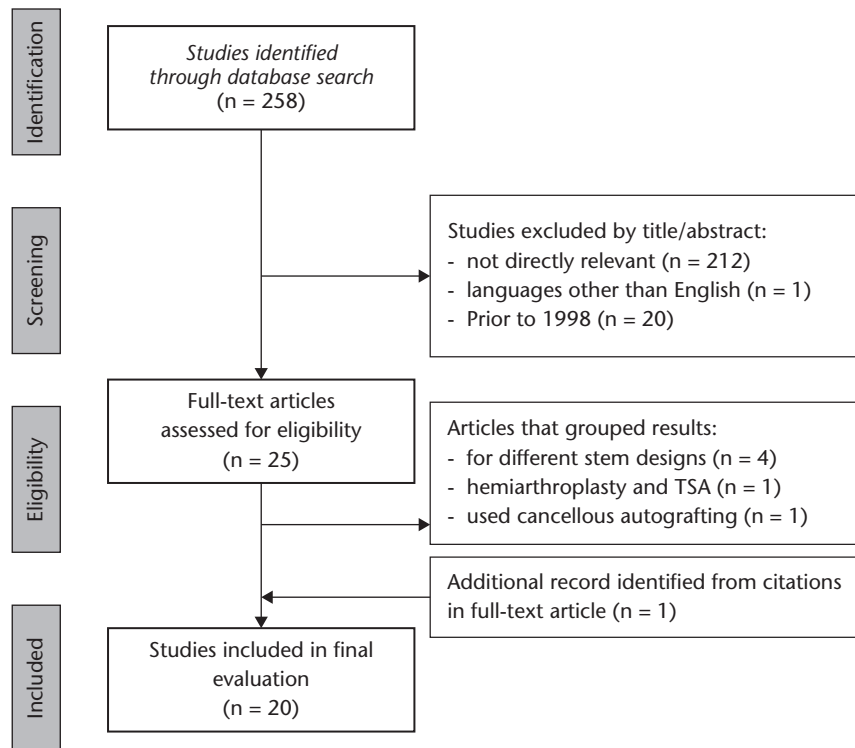 Identification
Studies identified
through database search
(n = 258)
Screening
Studies excluded by title/abstract:
- not directly relevant (n = 212)
- languages other than English (n = 1)
- Prior to 1998 (n = 20)
Eligibility
Full-text articles
assessed for eligibility
(n = 25)
Articles that grouped results:
- for different stem designs (n = 4)
- hemiarthroplasty and TSA (n = 1)
- used cancellous autografting (n = 1)
Additional record identified from citations
in full-text article (n = 1)
Included
Studies included in final
evaluation
(n = 20)